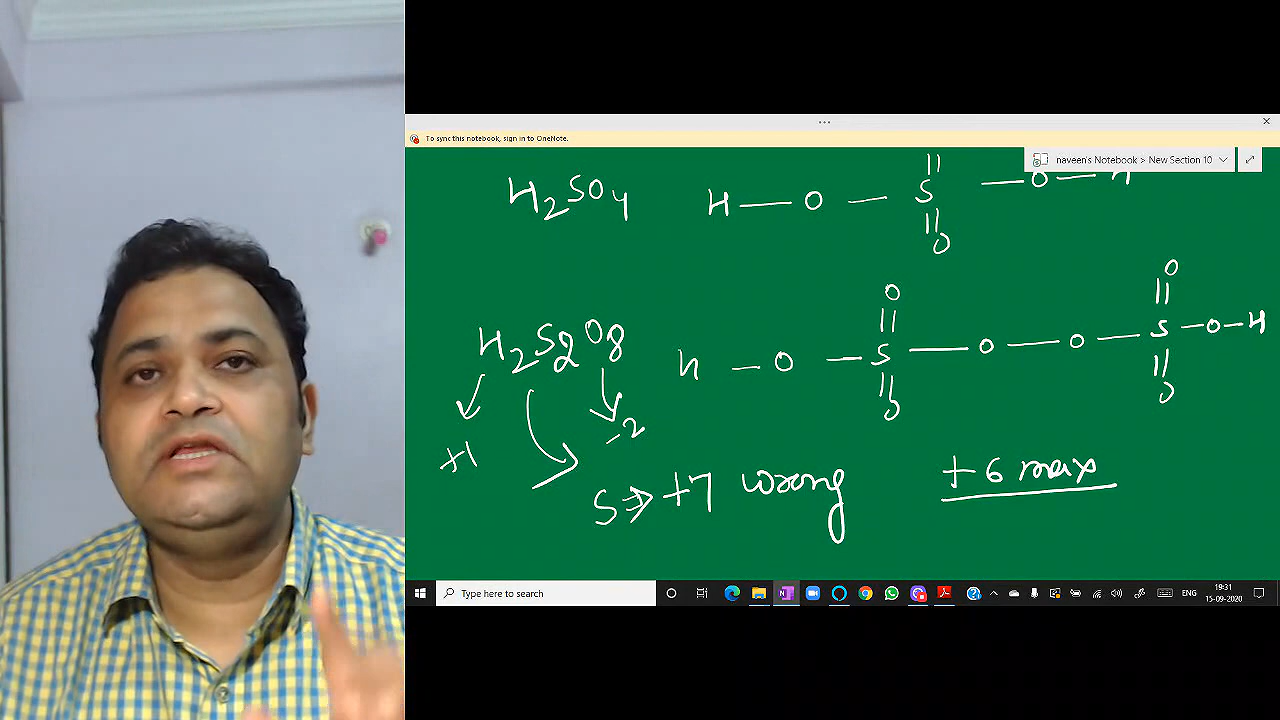 To sync this notebook, sign in to OneNote.
naveen's Notebook > New Section 10
H2SO4 H — O — S — O — H
O
O
O
H2S2O8 H — O — S — O — O — S — O — H
O
O
+1
-2
S ⇒ +7 wrong +6 max
Type here to search
ENG
19:31
15-09-2020